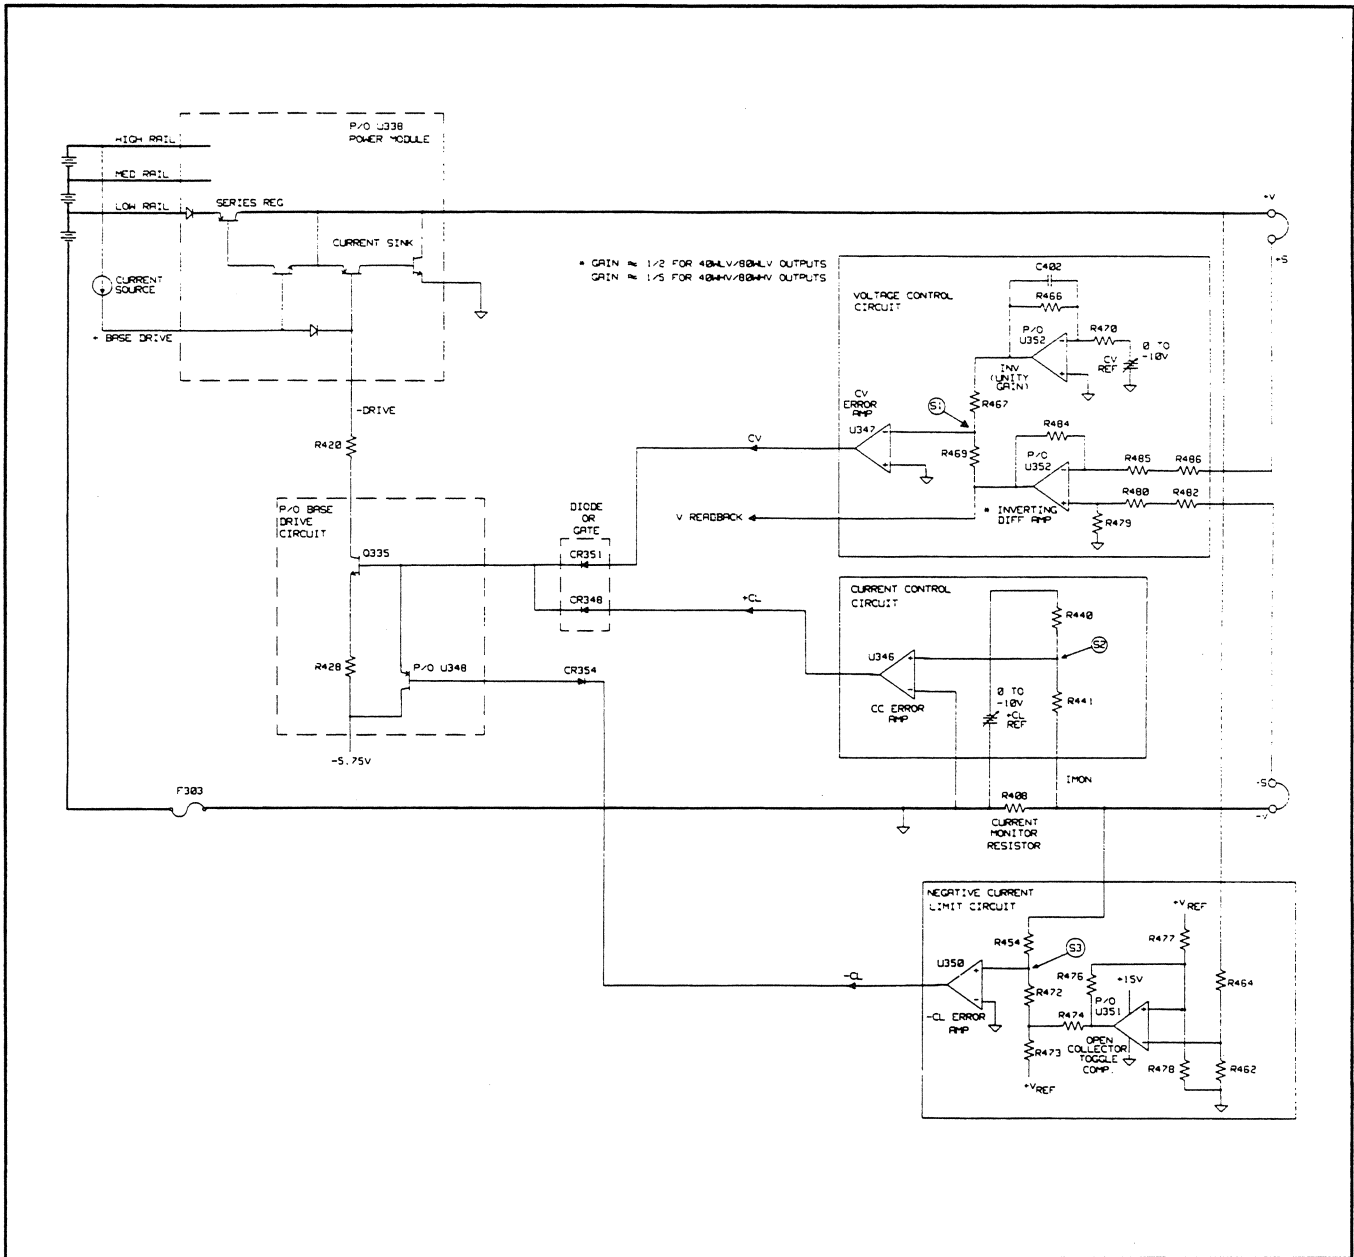 P/O U338
POWER MODULE
HIGH RAIL
MED RAIL
LOW RAIL
SERIES REG
CURRENT SINK
CURRENT
SOURCE
+ BASE DRIVE
+V
+S
* GAIN ≈ 1/2 FOR 40WLV/80WLV OUTPUTS
GAIN ≈ 1/5 FOR 40WHV/80WHV OUTPUTS
VOLTAGE CONTROL
CIRCUIT
C402
R466
P/O
U352
R470
0 TO
-10V
CV
REF
INV
(UNITY
GAIN)
-DRIVE
R420
CV
ERROR
AMP
U347
S1
R467
R469
R484
P/O
U352
R485
R486
R480
R482
R479
* INVERTING
DIFF AMP
CV
V READBACK
P/O BASE
DRIVE
CIRCUIT
Q335
DIODE
OR
GATE
CR351
CR348
+CL
R428
P/O U348
CR354
-5.75V
CURRENT CONTROL
CIRCUIT
R440
U346
S2
R441
0 TO
-10V
+CL
REF
CC ERROR
AMP
IMON
F303
R408
CURRENT
MONITOR
RESISTOR
-S
-V
NEGATIVE CURRENT
LIMIT CIRCUIT
+VREF
R454
R477
U350
S3
R476
+15V
R464
R472
P/O
U351
-CL
R474
-CL ERROR
AMP
OPEN
COLLECTOR
TOGGLE
COMP.
R473
R478
R462
+VREF